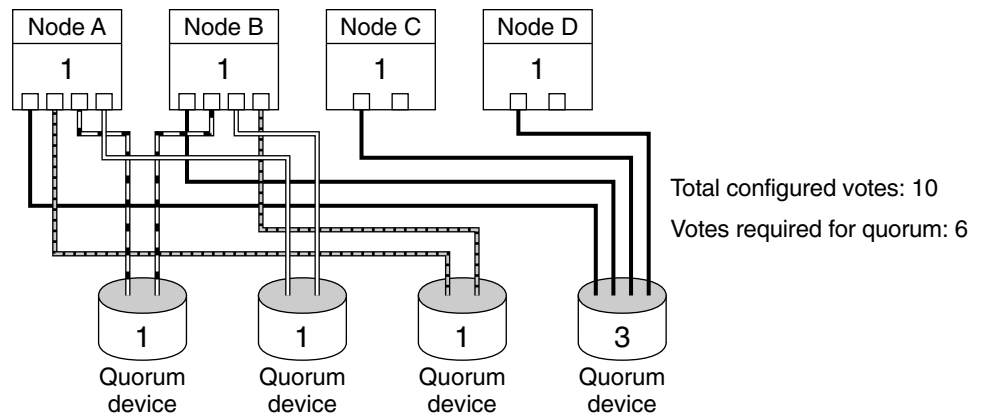 Node A
Node B
Node C
Node D
1
1
1
1
Total configured votes: 10
Votes required for quorum: 6
1
1
1
3
Quorum
device
Quorum
device
Quorum
device
Quorum
device